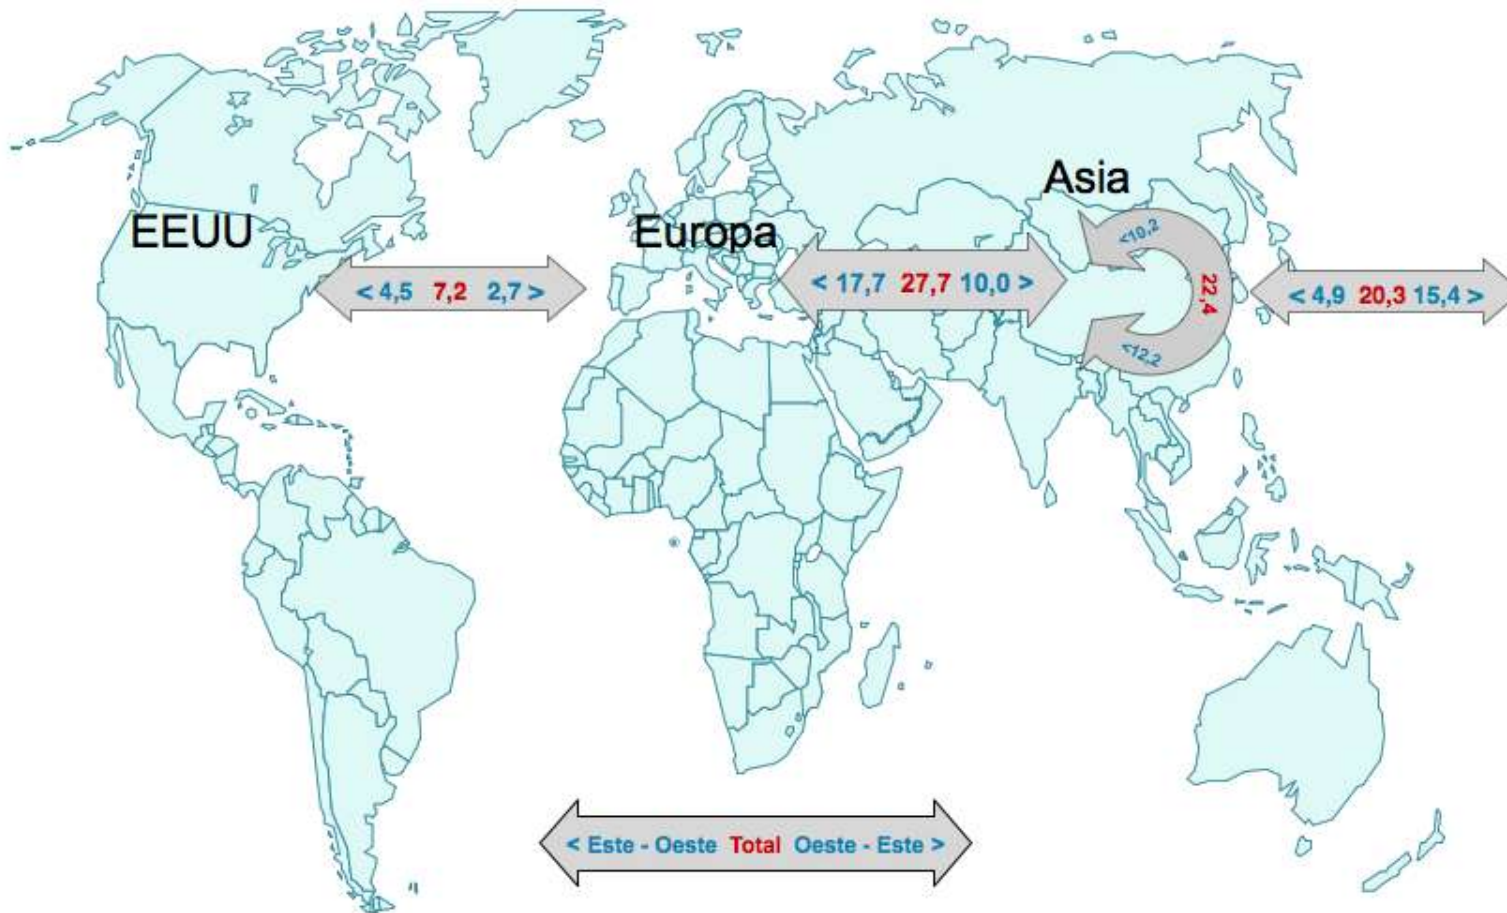 Asia
EEUU
Europa
<10,2
22,4
<12,2
< 4,5 7,2 2,7 >
< 17,7 27,7 10,0 >
< 4,9 20,3 15,4 >
< Este - Oeste Total Oeste - Este >